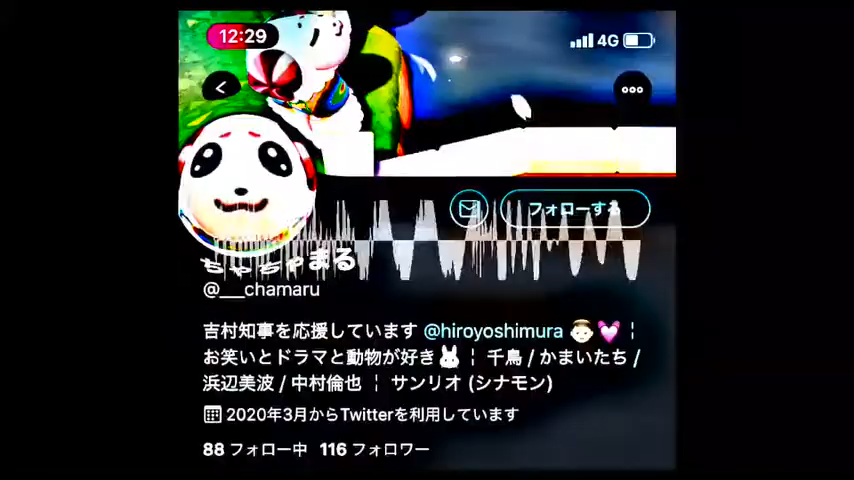 12:29
4G
フォローする
ちゃちゃまる
@___chamaru
吉村知事を応援しています @hiroyoshimura 👦🏻💓 ¦
お笑いとドラマと動物が好き🐰 ¦ 千鳥 / かまいたち /
浜辺美波 / 中村倫也 ¦ サンリオ (シナモン)
2020年3月からTwitterを利用しています
88 フォロー中 116 フォロワー